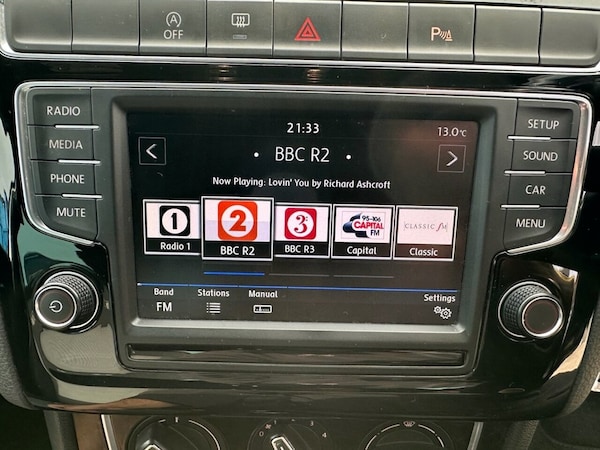 A
OFF
P
RADIO
MEDIA
PHONE
MUTE
21:33
13.0°C
• BBC R2 •
Now Playing: Lovin' You by Richard Ashcroft
1
2
3
95-106
CAPITAL
FM
CLASSIC fM
Radio 1
BBC R2
BBC R3
Capital
Classic
Band
Stations
Manual
Settings
FM
SETUP
SOUND
CAR
MENU
4